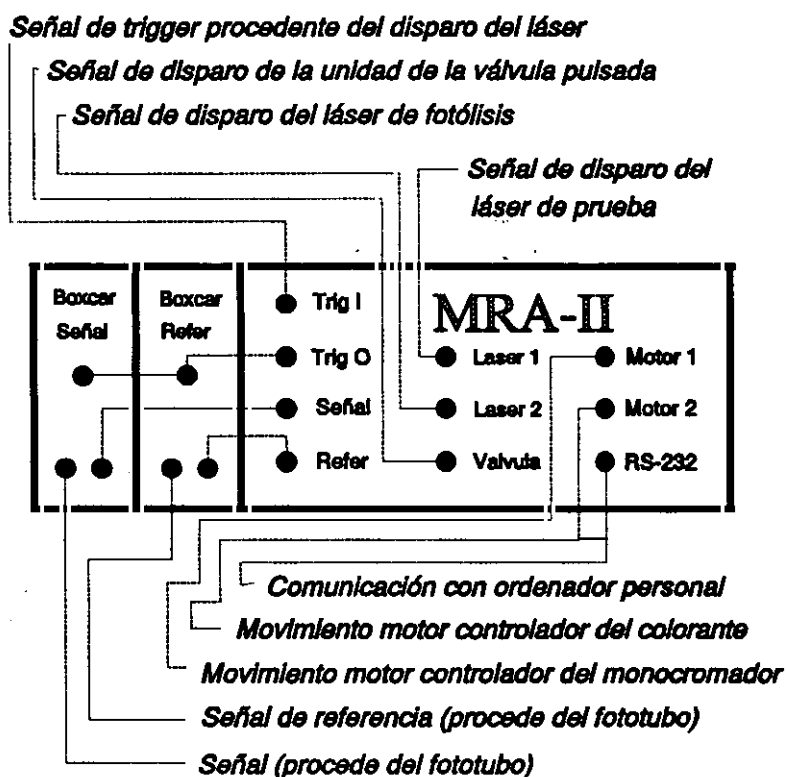 Señal de trigger procedente del disparo del láser
Señal de disparo de la unidad de la válvula pulsada
Señal de disparo del láser de fotólisis
Señal de disparo del
láser de prueba
Boxcar
Señal
Boxcar
Refer
MRA-II
Trig I
Trig O
Laser 1
Motor 1
Señal
Laser 2
Motor 2
Refer
Valvula
RS-232
Comunicación con ordenador personal
Movimiento motor controlador del colorante
Movimiento motor controlador del monocromador
Señal de referencia (procede del fototubo)
Señal (procede del fototubo)